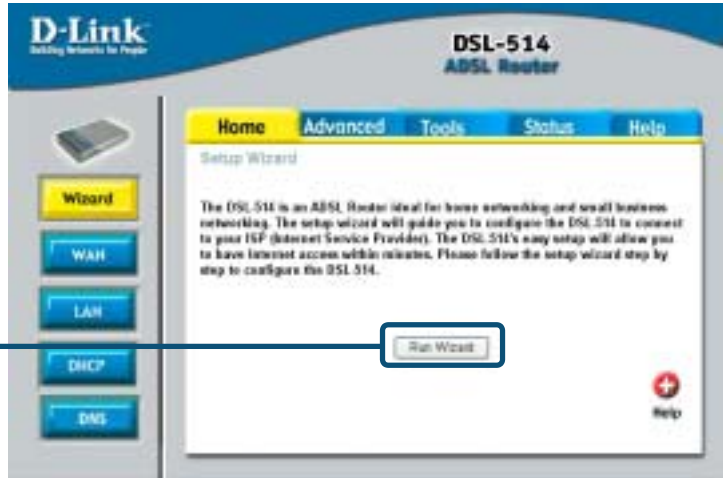 D-Link
Building Networks for People
DSL-514
ADSL Router
Home Advanced Tools Status Help
Setup Wizard
Wizard
The DSL-514 is an ADSL Router ideal for home networking and small business
networking. The setup wizard will guide you to configure the DSL-514 to connect
to your ISP (Internet Service Provider). The DSL-514's easy setup will allow you
to have Internet access within minutes. Please follow the setup wizard step by
step to configure the DSL-514.
WAN
LAN
Run Wizard
DHCP
Help
DNS